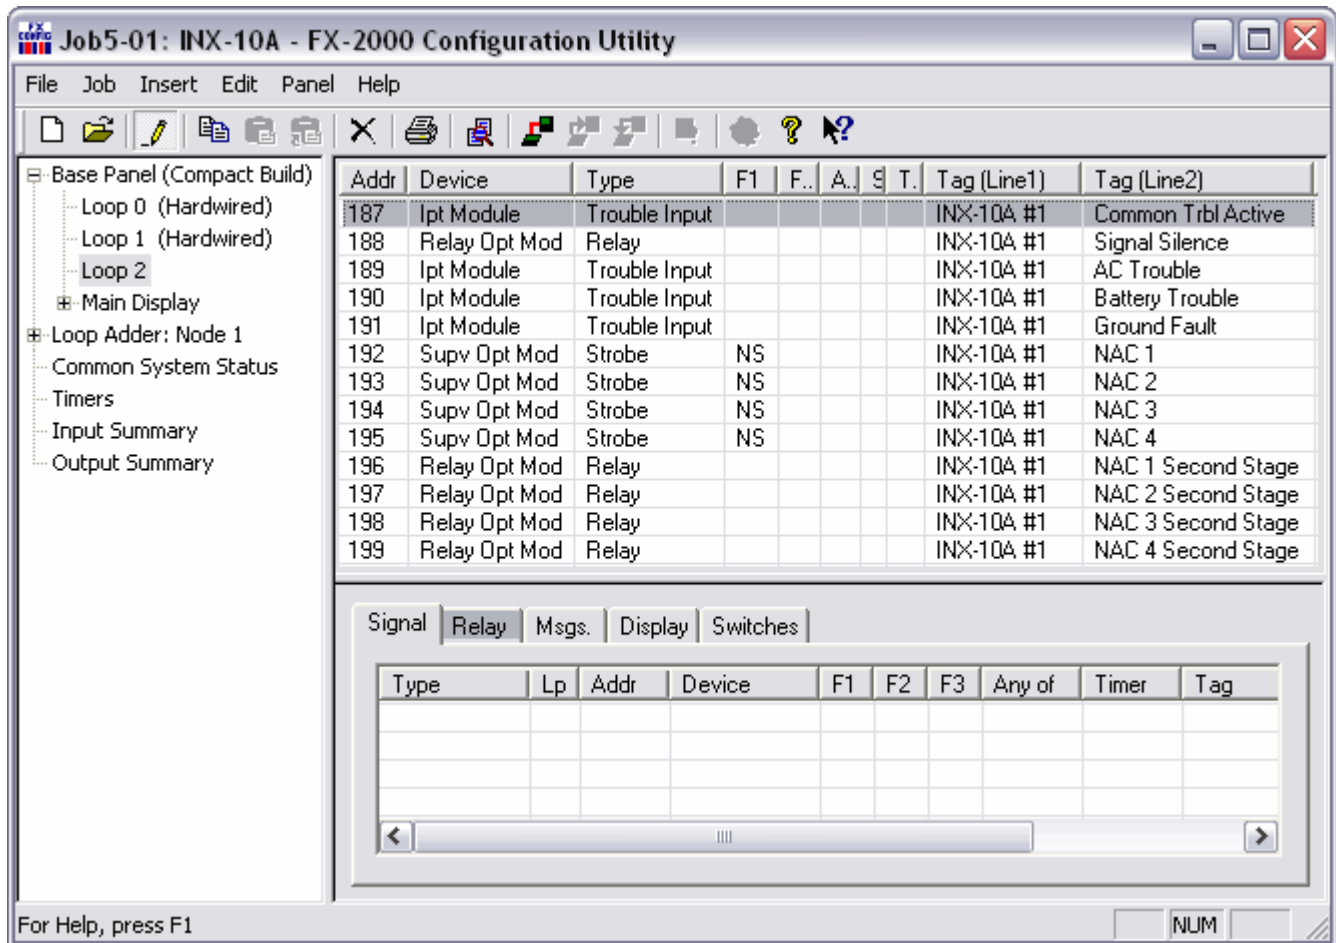 FX CONFIG Job5-01: INX-10A - FX-2000 Configuration Utility
File Job Insert Edit Panel Help
Base Panel (Compact Build)
Loop 0 (Hardwired)
Loop 1 (Hardwired)
Loop 2
Main Display
Loop Adder: Node 1
Common System Status
Timers
Input Summary
Output Summary
Addr Device Type F1 F.. A.. S T. Tag (Line1) Tag (Line2)
187 Ipt Module Trouble Input INX-10A #1 Common Trbl Active
188 Relay Opt Mod Relay INX-10A #1 Signal Silence
189 Ipt Module Trouble Input INX-10A #1 AC Trouble
190 Ipt Module Trouble Input INX-10A #1 Battery Trouble
191 Ipt Module Trouble Input INX-10A #1 Ground Fault
192 Supv Opt Mod Strobe NS INX-10A #1 NAC 1
193 Supv Opt Mod Strobe NS INX-10A #1 NAC 2
194 Supv Opt Mod Strobe NS INX-10A #1 NAC 3
195 Supv Opt Mod Strobe NS INX-10A #1 NAC 4
196 Relay Opt Mod Relay INX-10A #1 NAC 1 Second Stage
197 Relay Opt Mod Relay INX-10A #1 NAC 2 Second Stage
198 Relay Opt Mod Relay INX-10A #1 NAC 3 Second Stage
199 Relay Opt Mod Relay INX-10A #1 NAC 4 Second Stage
Signal Relay Msgs. Display Switches
Type Lp Addr Device F1 F2 F3 Any of Timer Tag
For Help, press F1 NUM